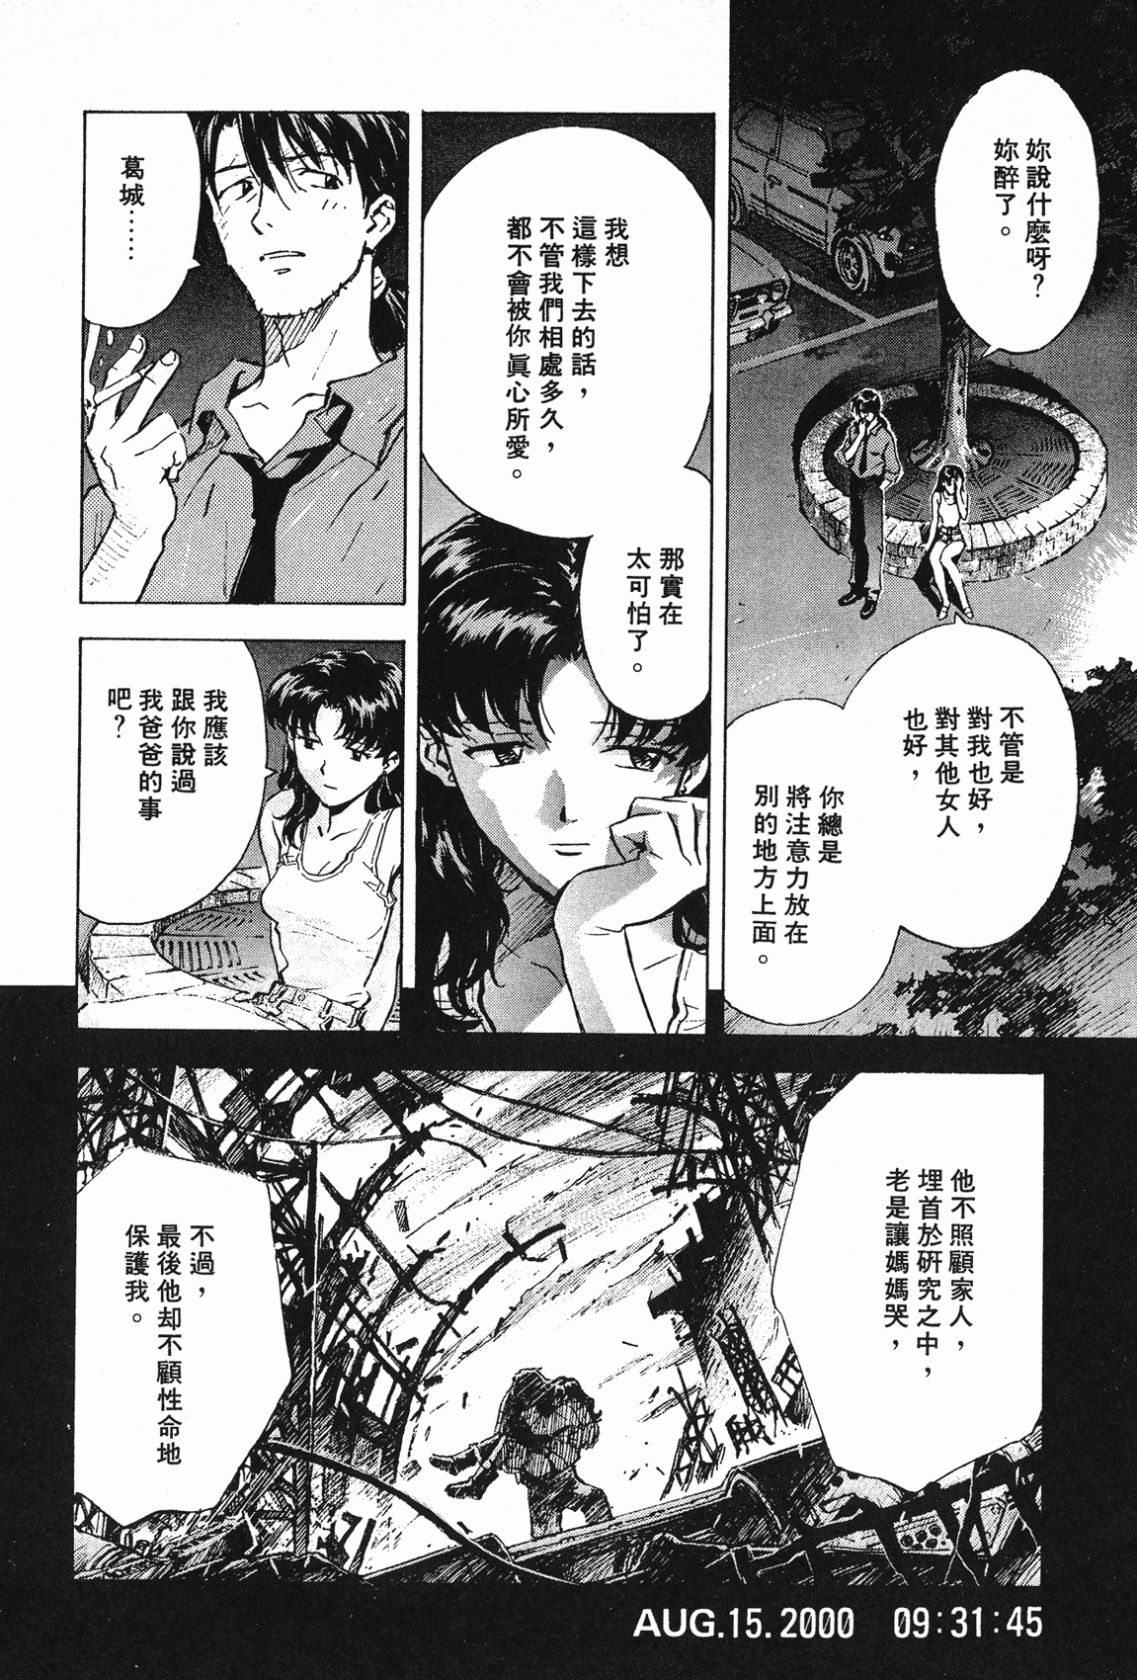 妳說什麼呀?
妳醉了。
不管是
對我也好,
對其他女人
也好,
你總是
將注意力放在
別的地方上面。
我想
這樣下去的話,
不管我們相處多久,
都不會被你真心所愛。
那實在
太可怕了。
葛城……
我應該
跟你說過
我爸爸的事
吧?
他不照顧家人,
埋首於研究之中,
老是讓媽媽哭,
不過,
最後他却不顧性命地
保護我。
AUG.15.2000 09:31:45